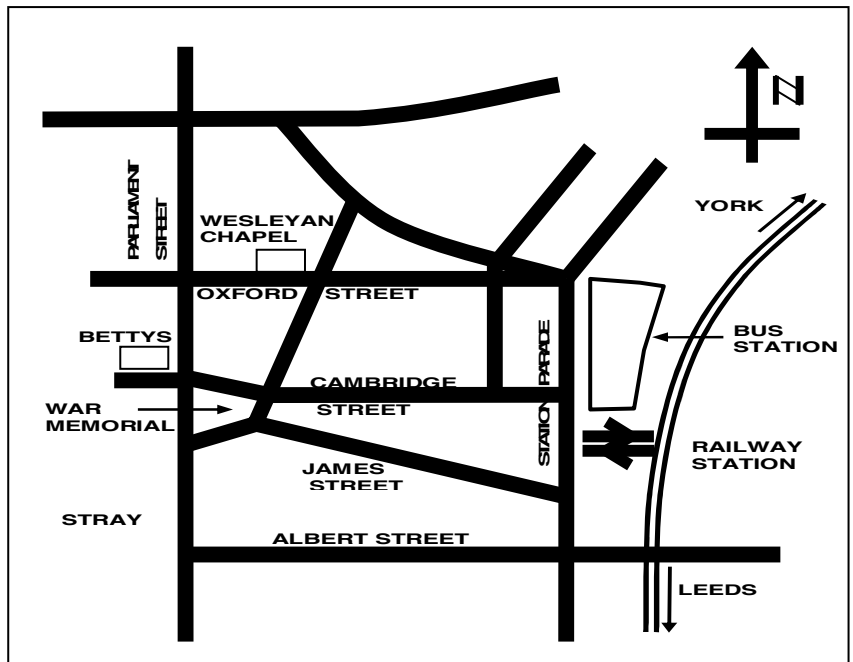 N
PARLIAMENT
STREET
YORK
WESLEYAN
CHAPEL
OXFORD STREET
BETTYS
BUS
STATION
STATION PARADE
CAMBRIDGE
STREET
WAR
MEMORIAL
RAILWAY
STATION
JAMES
STREET
STRAY
ALBERT STREET
LEEDS